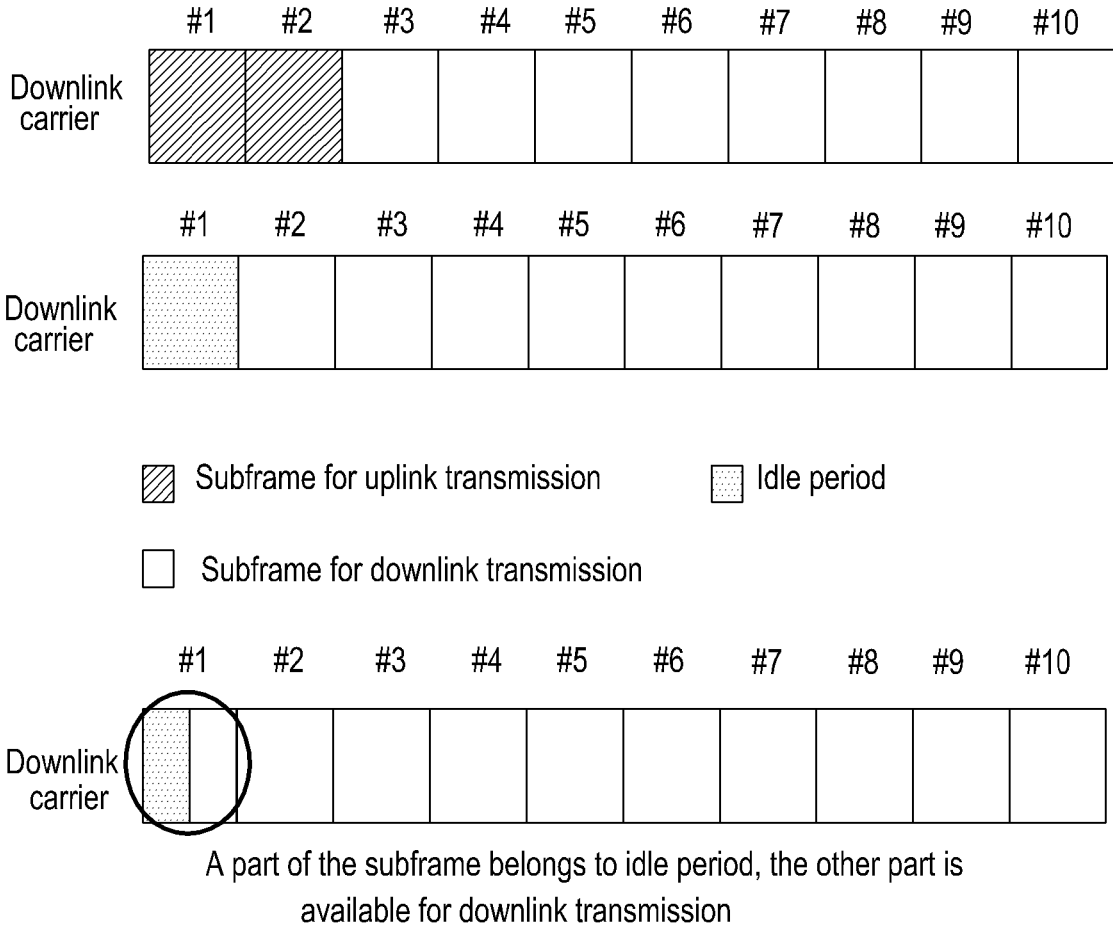 #1 #2 #3 #4 #5 #6 #7 #8 #9 #10
Downlink
carrier
#1 #2 #3 #4 #5 #6 #7 #8 #9 #10
Downlink
carrier
Subframe for uplink transmission
Idle period
Subframe for downlink transmission
#1 #2 #3 #4 #5 #6 #7 #8 #9 #10
Downlink
carrier
A part of the subframe belongs to idle period, the other part is
available for downlink transmission